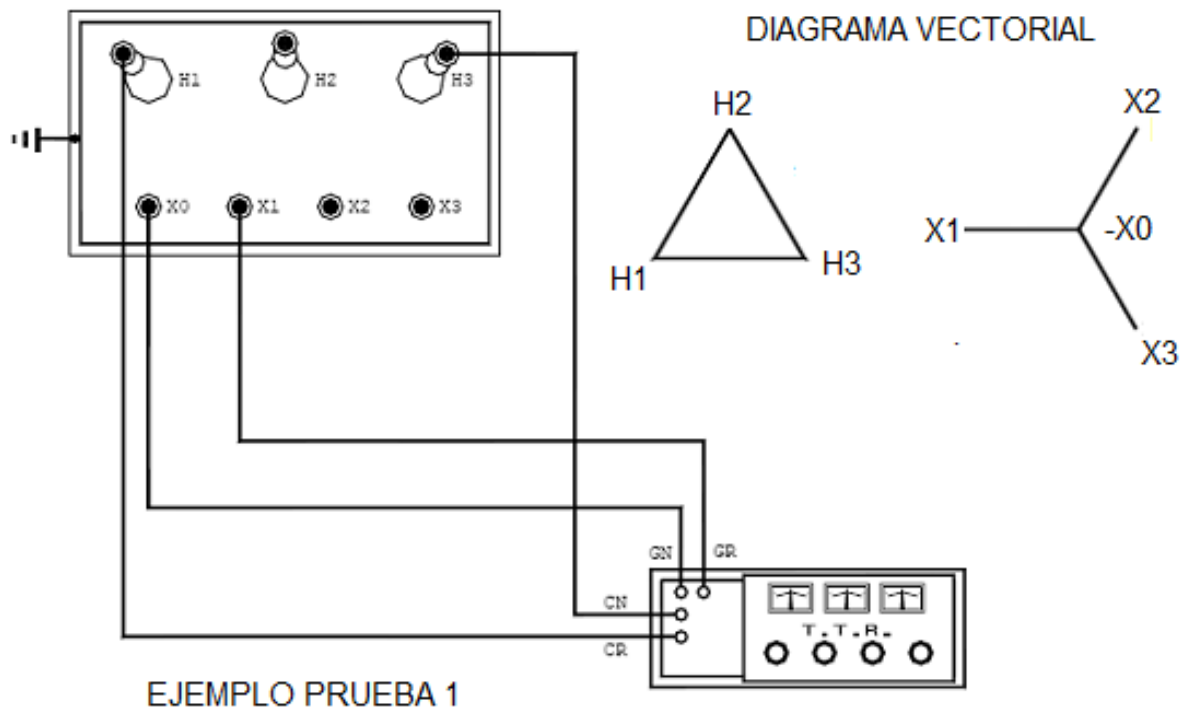 DIAGRAMA VECTORIAL
H1
H2
H3
X0
X1
X2
X3
H2
H1
H3
X2
X1
-X0
X3
GN
GR
CN
CR
T.T.R.
EJEMPLO PRUEBA 1